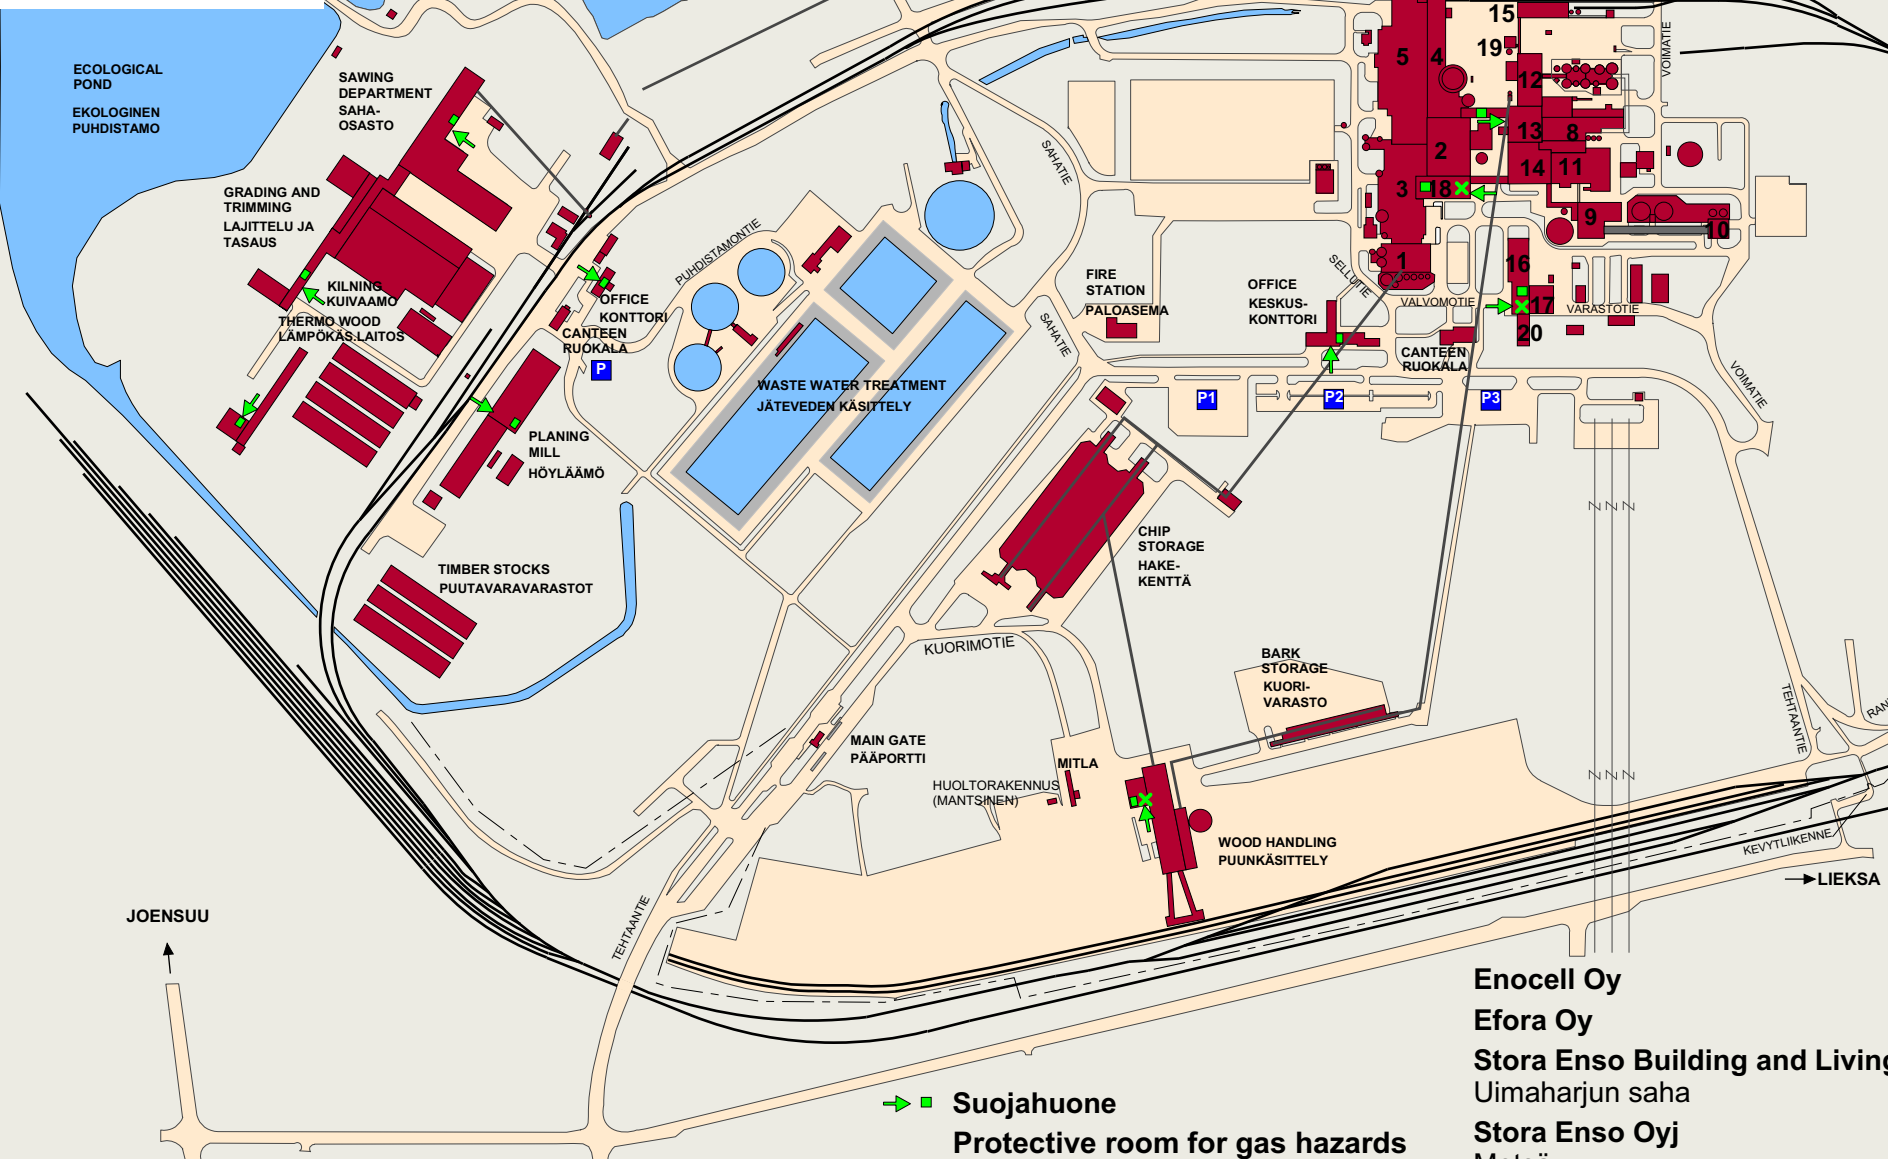 ECOLOGICAL
POND
EKOLOGINEN
PUHDISTAMO
SAWING
DEPARTMENT
SAHA-
OSASTO
GRADING AND
TRIMMING
LAJITTELU JA
TASAUS
KILNING
KUIVAAMO
THERMO WOOD
LÄMPÖKÄS.LAITOS
OFFICE
KONTTORI
CANTEEN
RUOKALA
P
PUHDISTAMONTIE
PLANING
MILL
HÖYLÄÄMÖ
TIMBER STOCKS
PUUTAVARAVARASTOT
WASTE WATER TREATMENT
JÄTEVEDEN KÄSITTELY
SAHATIE
SAHATIE
FIRE
STATION
PALOASEMA
OFFICE
KESKUS-
KONTTORI
SELLUTIE
VALVOMOTIE
CANTEEN
RUOKALA
VARASTOTIE
VOIMATIE
VOIMATIE
15
5
4
19
12
13
8
2
14
11
3
18
9
10
1
16
17
20
P1
P2
P3
CHIP
STORAGE
HAKE-
KENTTÄ
KUORIMOTIE
BARK
STORAGE
KUORI-
VARASTO
MAIN GATE
PÄÄPORTTI
MITLA
HUOLTORAKENNUS
(MANTSINEN)
WOOD HANDLING
PUUNKÄSITTELY
TEHTAANTIE
TEHTAANTIE
KEVYTLIIKENNE
LIEKSA
JOENSUU
Suojahuone
Protective room for gas hazards
Enocell Oy
Efora Oy
Stora Enso Building and Living
Uimaharjun saha
Stora Enso Oyj